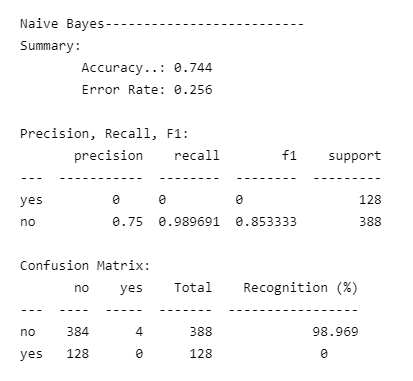 Naive Bayes--------------------------
Summary:
        Accuracy..: 0.744
        Error Rate: 0.256
Precision, Recall, F1:
       precision    recall        f1    support
---  -----------  --------  --------  ---------
yes         0     0         0               128
no          0.75  0.989691  0.853333        388
Confusion Matrix:
       no    yes    Total    Recognition (%)
---  ----  -----  -------  -----------------
no    384      4      388             98.969
yes   128      0      128              0